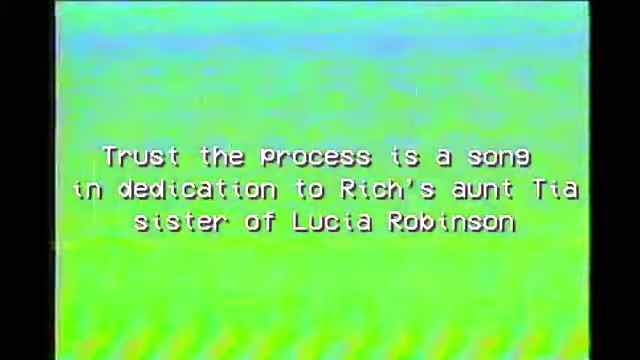 Trust the process is a song
in dedication to Rich's aunt Tia
sister of Lucia Robinson